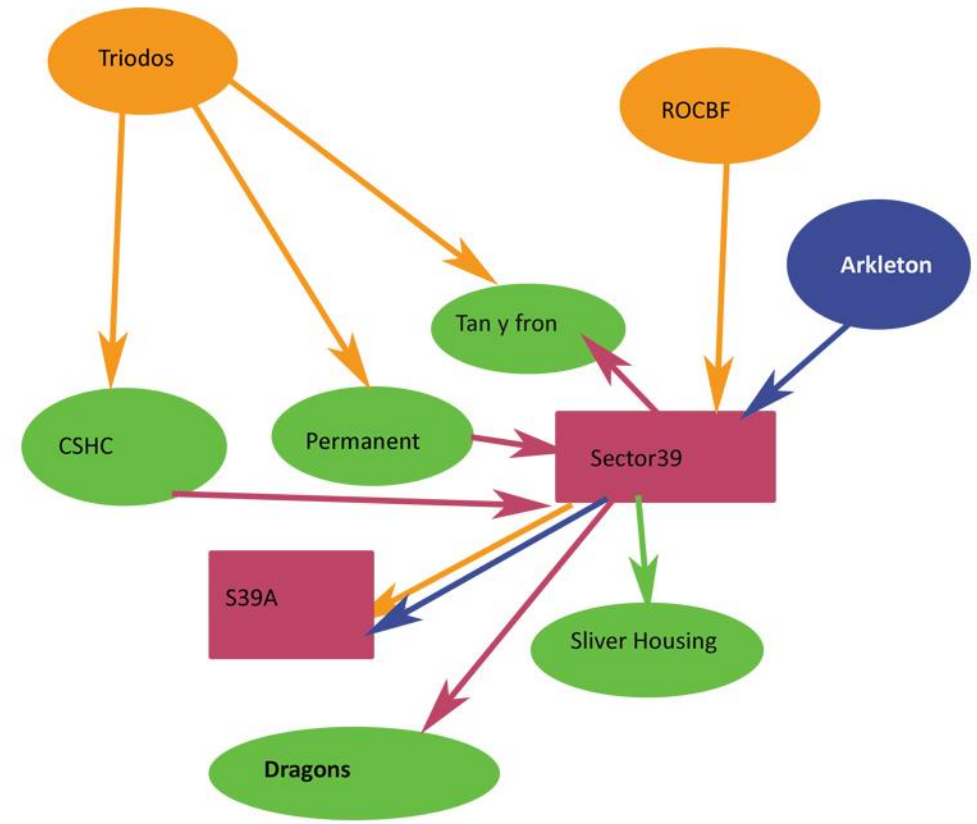 Triodos
ROCBF
Arkleton
Tan y fron
CSHC
Permanent
Sector39
S39A
Sliver Housing
Dragons